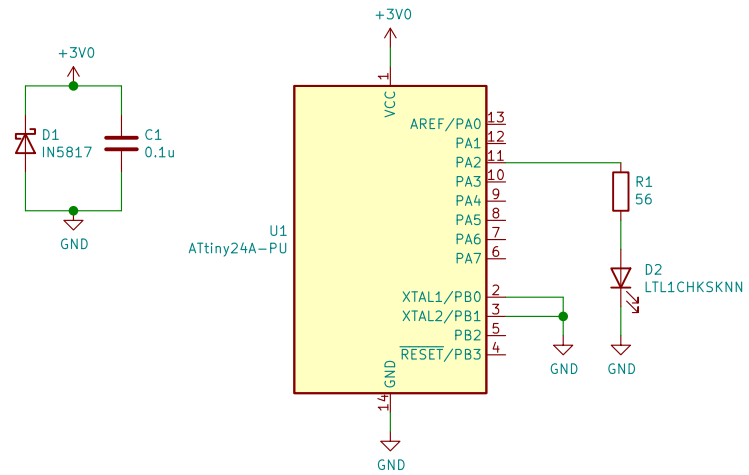 +3V0
+3V0
1
VCC
D1
IN5817
C1
0.1u
GND
AREF/PA0 13
PA1 12
PA2 11
PA3 10
PA4 9
PA5 8
PA6 7
PA7 6
U1
ATtiny24A-PU
XTAL1/PB0 2
XTAL2/PB1 3
PB2 5
RESET/PB3 4
GND
14
GND
R1
56
D2
LTL1CHKSKNN
GND
GND